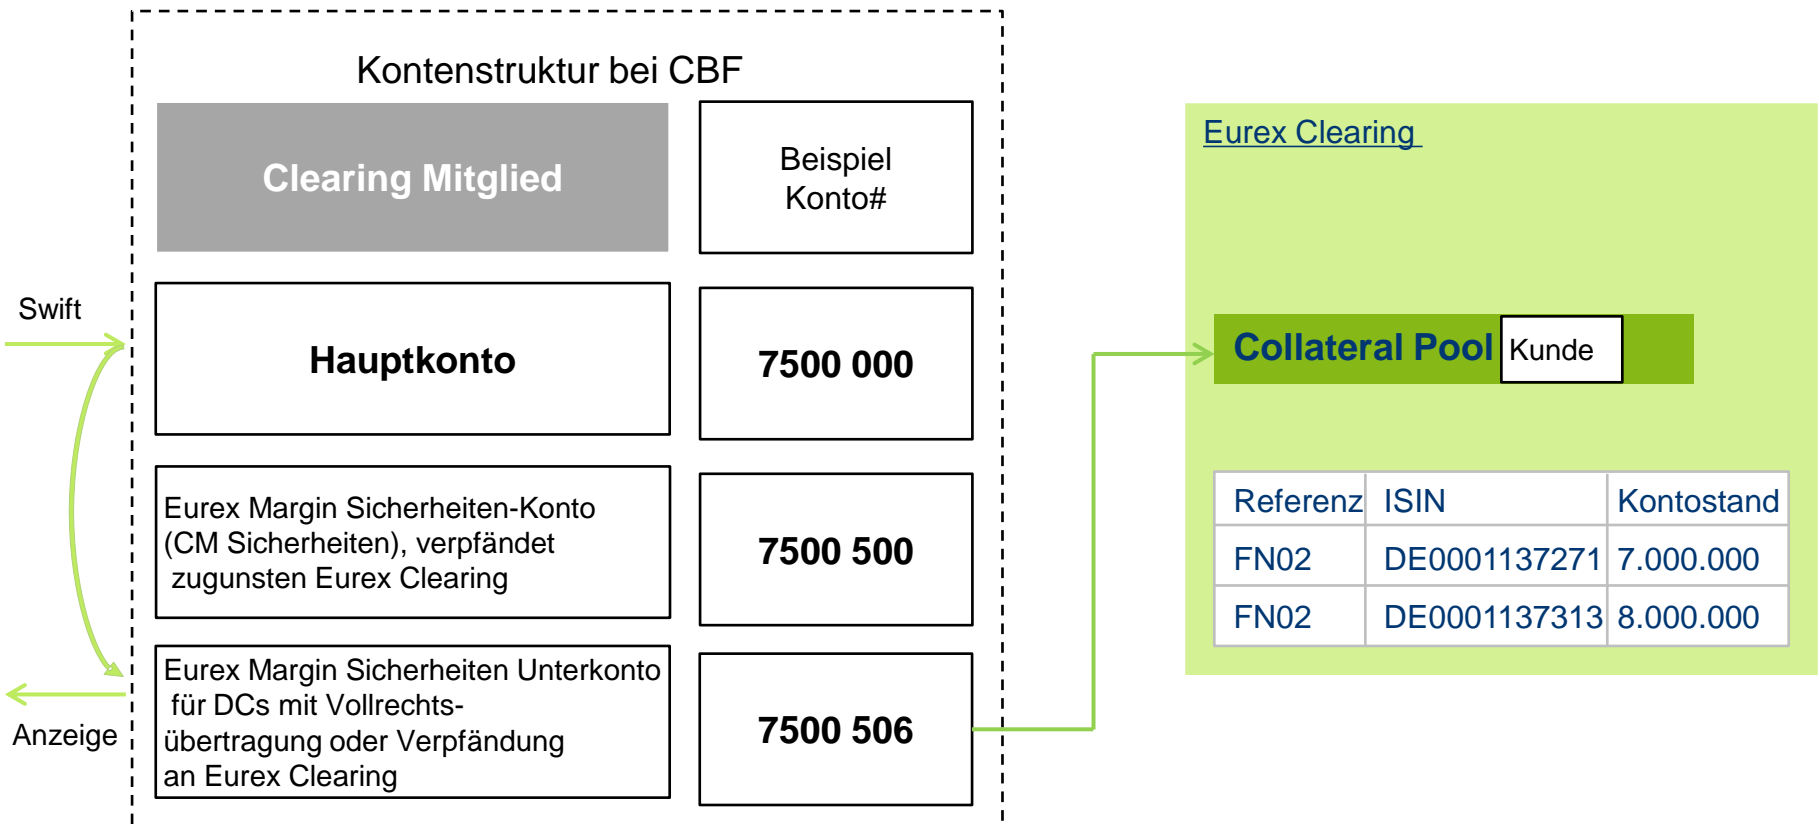 Kontenstruktur bei CBF
Clearing Mitglied
Beispiel
Konto#
Swift
Hauptkonto
7500 000
Eurex Margin Sicherheiten-Konto
(CM Sicherheiten), verpfändet
zugunsten Eurex Clearing
7500 500
Eurex Margin Sicherheiten Unterkonto
für DCs mit Vollrechts-
übertragung oder Verpfändung
an Eurex Clearing
7500 506
Anzeige
Eurex Clearing
Collateral Pool Kunde
Referenz ISIN Kontostand
FN02 DE0001137271 7.000.000
FN02 DE0001137313 8.000.000